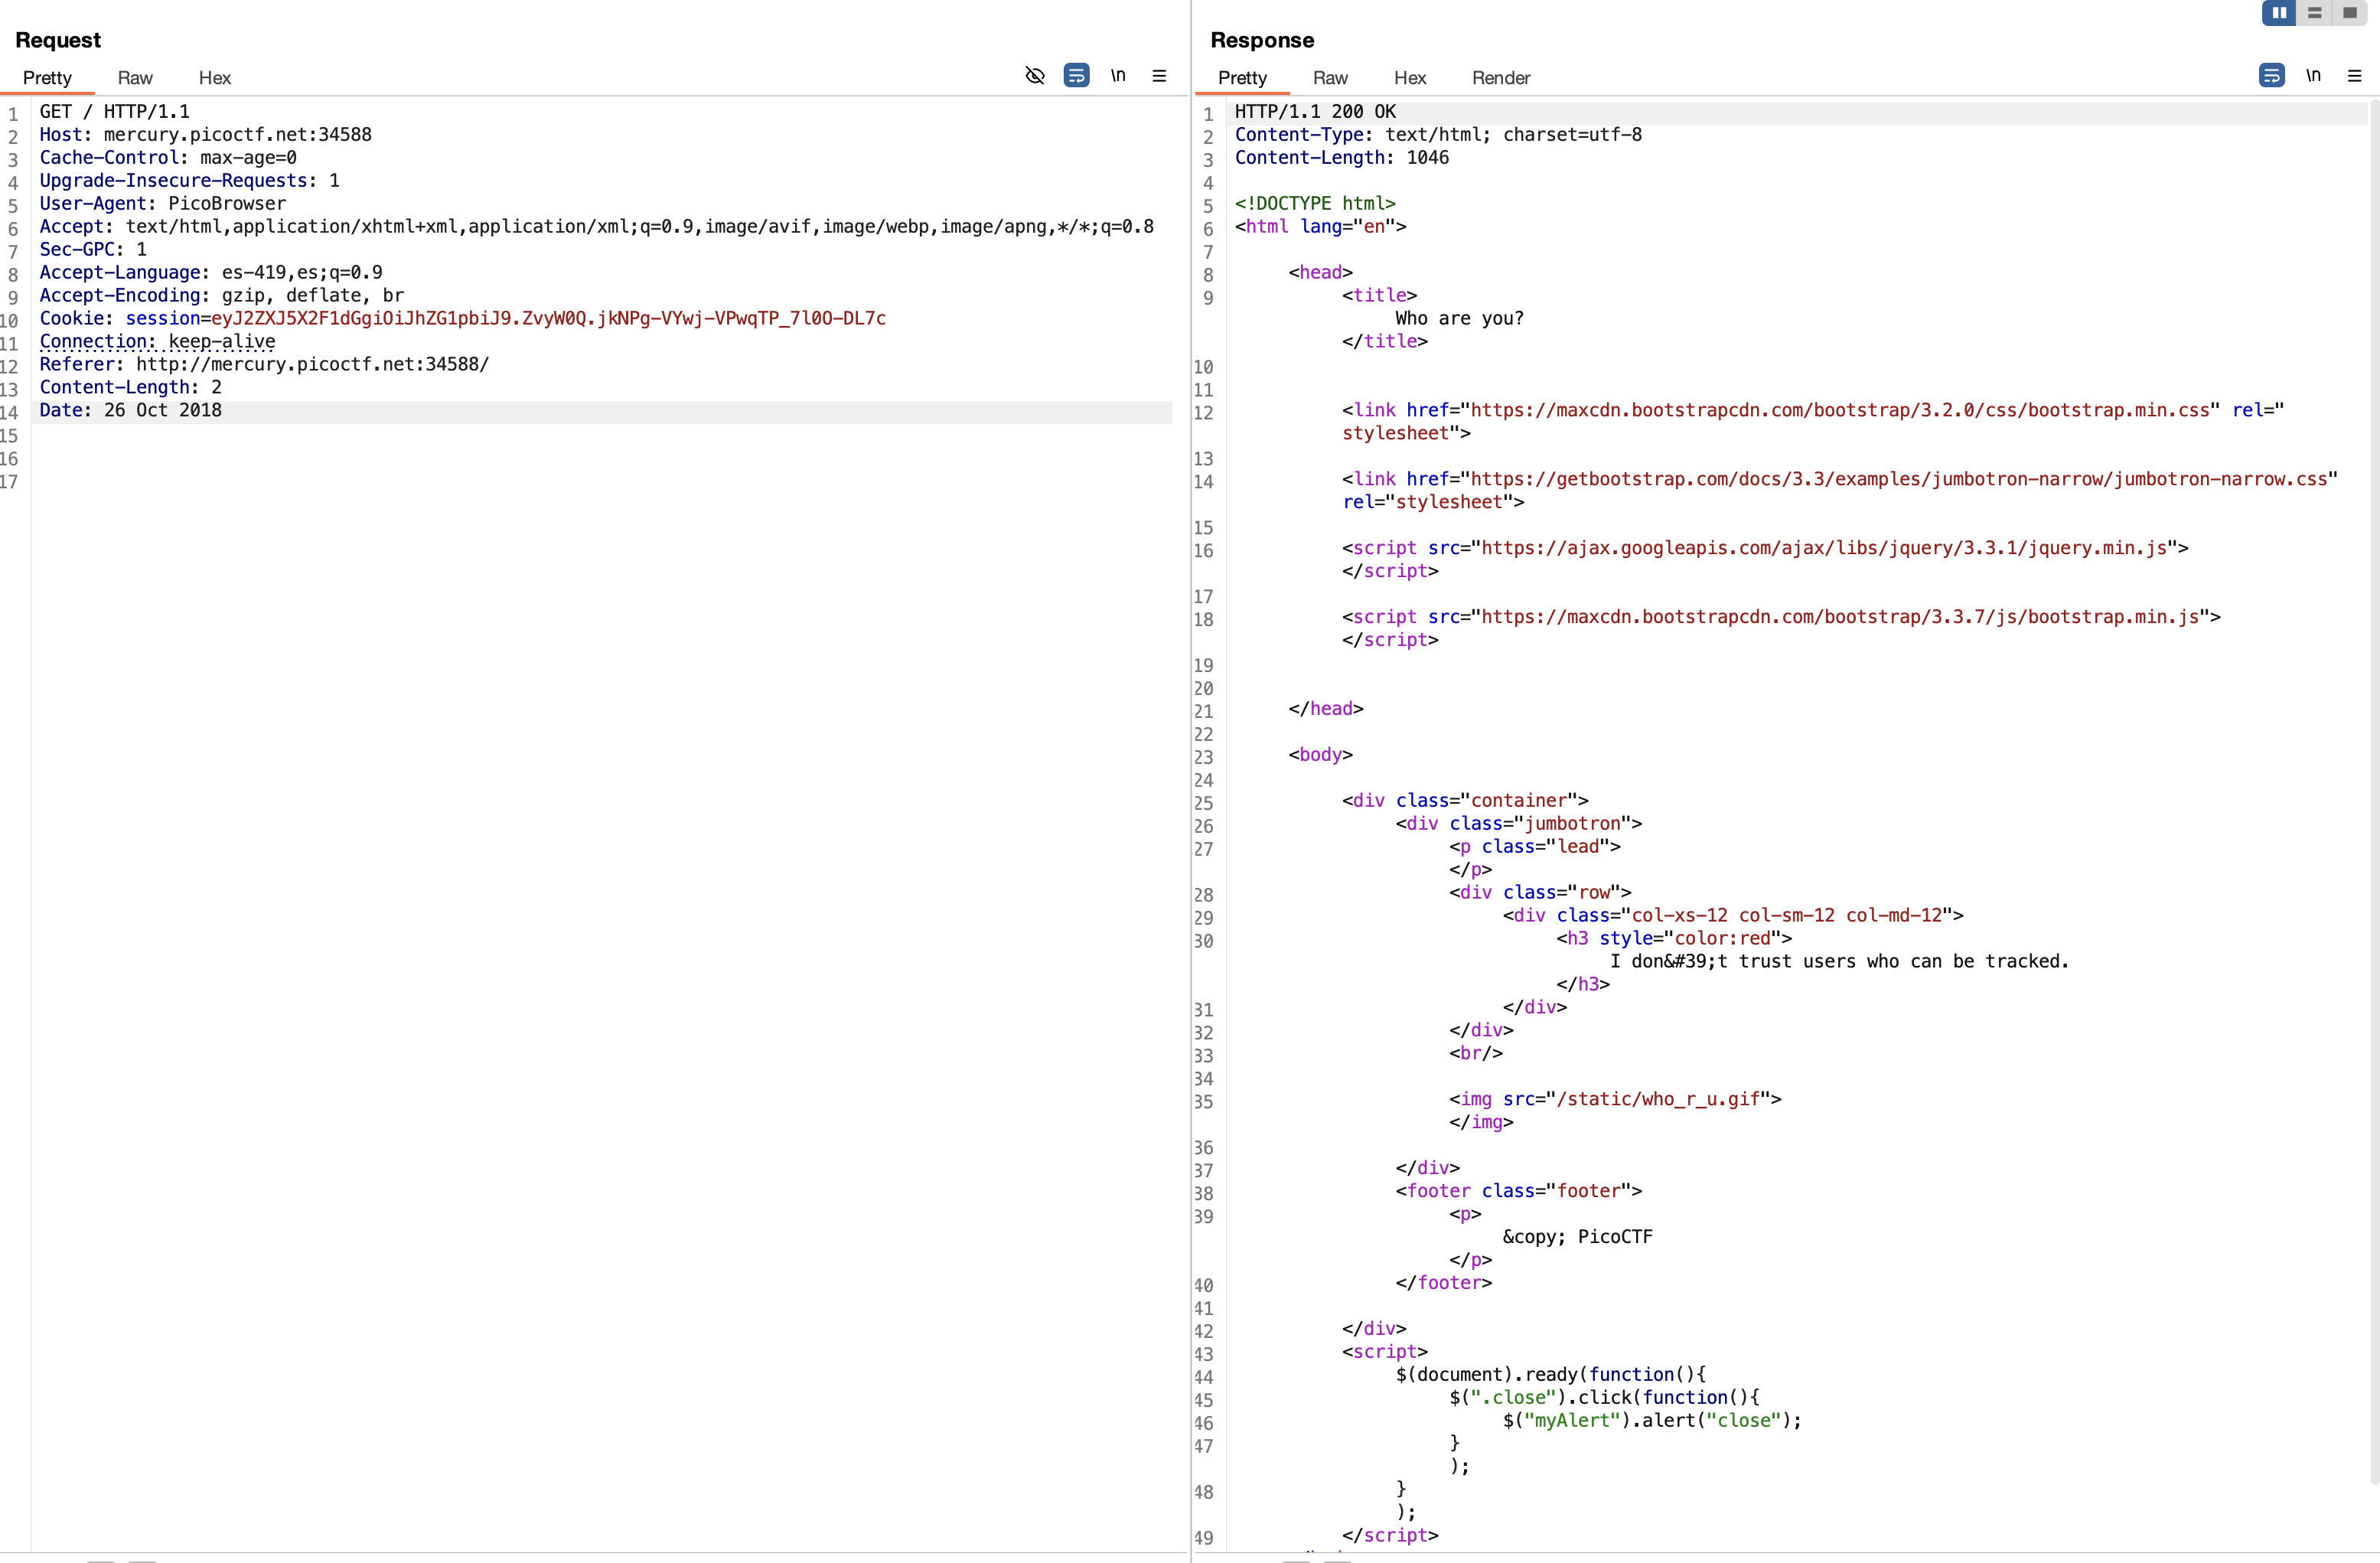 Request
Pretty Raw Hex \n
1 GET / HTTP/1.1
2 Host: mercury.picoctf.net:34588
3 Cache-Control: max-age=0
4 Upgrade-Insecure-Requests: 1
5 User-Agent: PicoBrowser
6 Accept: text/html,application/xhtml+xml,application/xml;q=0.9,image/avif,image/webp,image/apng,*/*;q=0.8
7 Sec-GPC: 1
8 Accept-Language: es-419,es;q=0.9
9 Accept-Encoding: gzip, deflate, br
10 Cookie: session=eyJ2ZXJ5X2F1dGgiOiJhZG1pbiJ9.ZvyW0Q.jkNPg-VYwj-VPwqTP_7l0O-DL7c
11 Connection: keep-alive
12 Referer: http://mercury.picoctf.net:34588/
13 Content-Length: 2
14 Date: 26 Oct 2018
15
16
17
Response
Pretty Raw Hex Render \n
1 HTTP/1.1 200 OK
2 Content-Type: text/html; charset=utf-8
3 Content-Length: 1046
4
5 <!DOCTYPE html>
6 <html lang="en">
7
8 <head>
9 <title>
Who are you?
</title>
10
11
12 <link href="https://maxcdn.bootstrapcdn.com/bootstrap/3.2.0/css/bootstrap.min.css" rel="
stylesheet">
13
14 <link href="https://getbootstrap.com/docs/3.3/examples/jumbotron-narrow/jumbotron-narrow.css"
rel="stylesheet">
15
16 <script src="https://ajax.googleapis.com/ajax/libs/jquery/3.3.1/jquery.min.js">
</script>
17
18 <script src="https://maxcdn.bootstrapcdn.com/bootstrap/3.3.7/js/bootstrap.min.js">
</script>
19
20
21 </head>
22
23 <body>
24
25 <div class="container">
26 <div class="jumbotron">
27 <p class="lead">
</p>
28 <div class="row">
29 <div class="col-xs-12 col-sm-12 col-md-12">
30 <h3 style="color:red">
I don&#39;t trust users who can be tracked.
</h3>
31 </div>
32 </div>
33 <br/>
34
35 <img src="/static/who_r_u.gif">
</img>
36
37 </div>
38 <footer class="footer">
39 <p>
&copy; PicoCTF
</p>
40 </footer>
41
42 </div>
43 <script>
44 $(document).ready(function(){
45 $(".close").click(function(){
46 $("myAlert").alert("close");
47 }
);
48 }
);
49 </script>